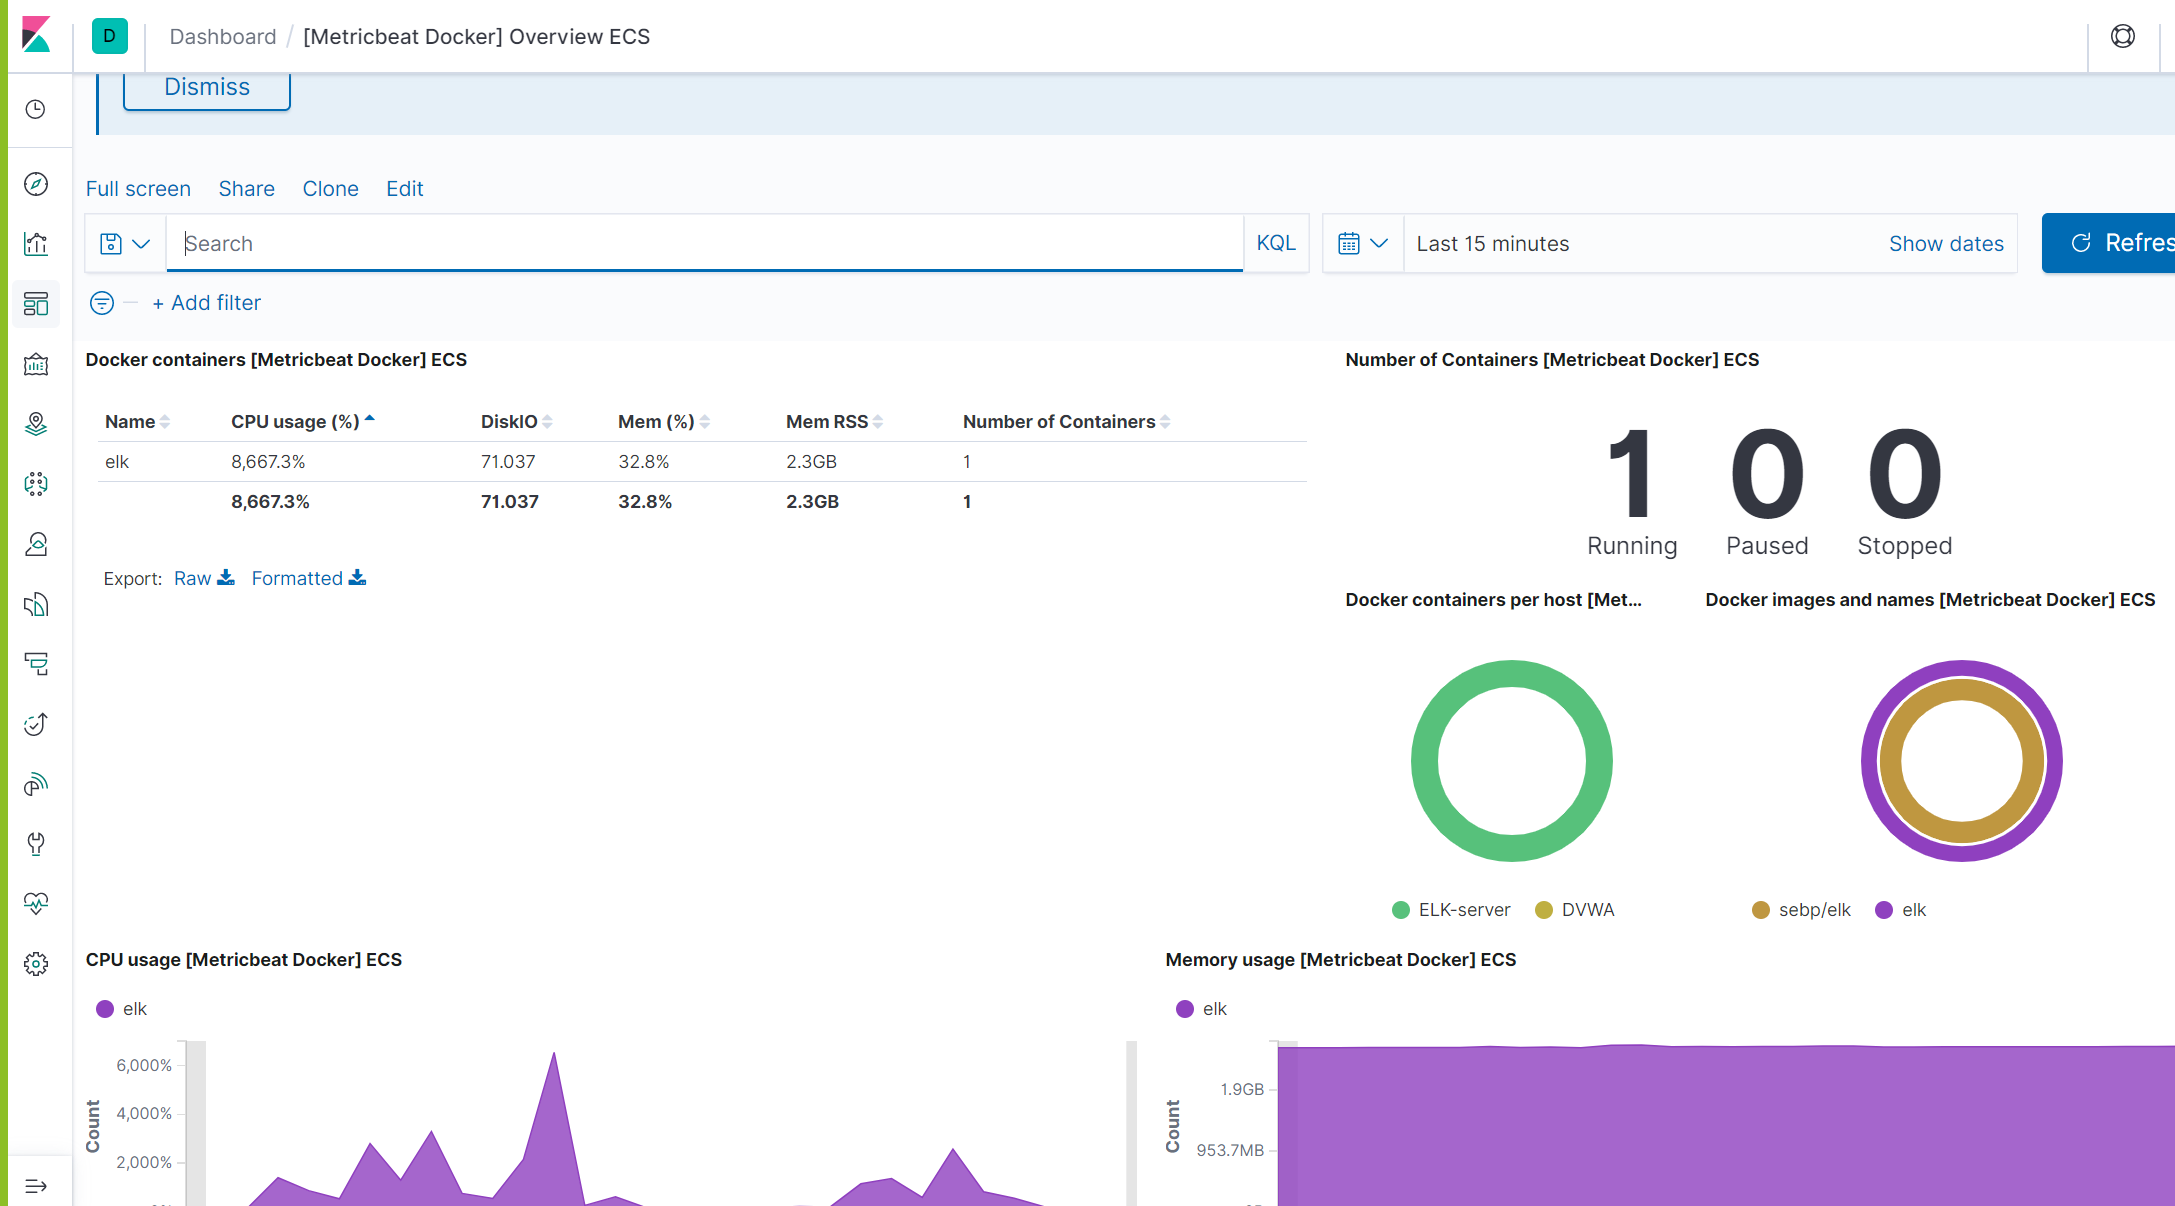 D Dashboard / [Metricbeat Docker] Overview ECS
Dismiss
Full screen Share Clone Edit
Search KQL Last 15 minutes Show dates Refres
+ Add filter
Docker containers [Metricbeat Docker] ECS
Name CPU usage (%) DiskIO Mem (%) Mem RSS Number of Containers
elk 8,667.3% 71.037 32.8% 2.3GB 1
8,667.3% 71.037 32.8% 2.3GB 1
Export: Raw Formatted
Number of Containers [Metricbeat Docker] ECS
1 0 0
Running Paused Stopped
Docker containers per host [Met...
ELK-server DVWA
Docker images and names [Metricbeat Docker] ECS
sebp/elk elk
CPU usage [Metricbeat Docker] ECS
elk
6,000%
4,000%
2,000%
Count
Memory usage [Metricbeat Docker] ECS
elk
1.9GB
953.7MB
Count